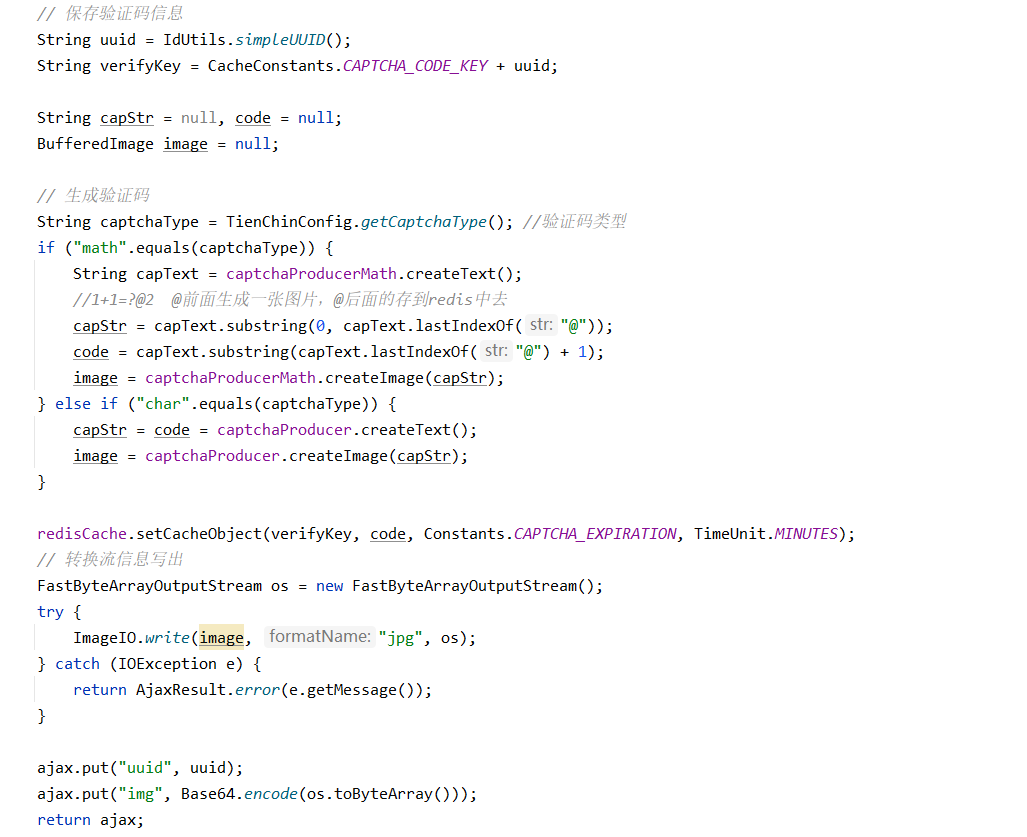 // 保存验证码信息
String uuid = IdUtils.simpleUUID();
String verifyKey = CacheConstants.CAPTCHA_CODE_KEY + uuid;
String capStr = null, code = null;
BufferedImage image = null;
// 生成验证码
String captchaType = TienChinConfig.getCaptchaType(); //验证码类型
if ("math".equals(captchaType)) {
String capText = captchaProducerMath.createText();
//1+1=?@2  @前面生成一张图片，@后面的存到redis中去
capStr = capText.substring(0, capText.lastIndexOf( str: "@"));
code = capText.substring(capText.lastIndexOf( str: "@") + 1);
image = captchaProducerMath.createImage(capStr);
} else if ("char".equals(captchaType)) {
capStr = code = captchaProducer.createText();
image = captchaProducer.createImage(capStr);
}
redisCache.setCacheObject(verifyKey, code, Constants.CAPTCHA_EXPIRATION, TimeUnit.MINUTES);
// 转换流信息写出
FastByteArrayOutputStream os = new FastByteArrayOutputStream();
try {
ImageIO.write(image, formatName: "jpg", os);
} catch (IOException e) {
return AjaxResult.error(e.getMessage());
}
ajax.put("uuid", uuid);
ajax.put("img", Base64.encode(os.toByteArray()));
return ajax;